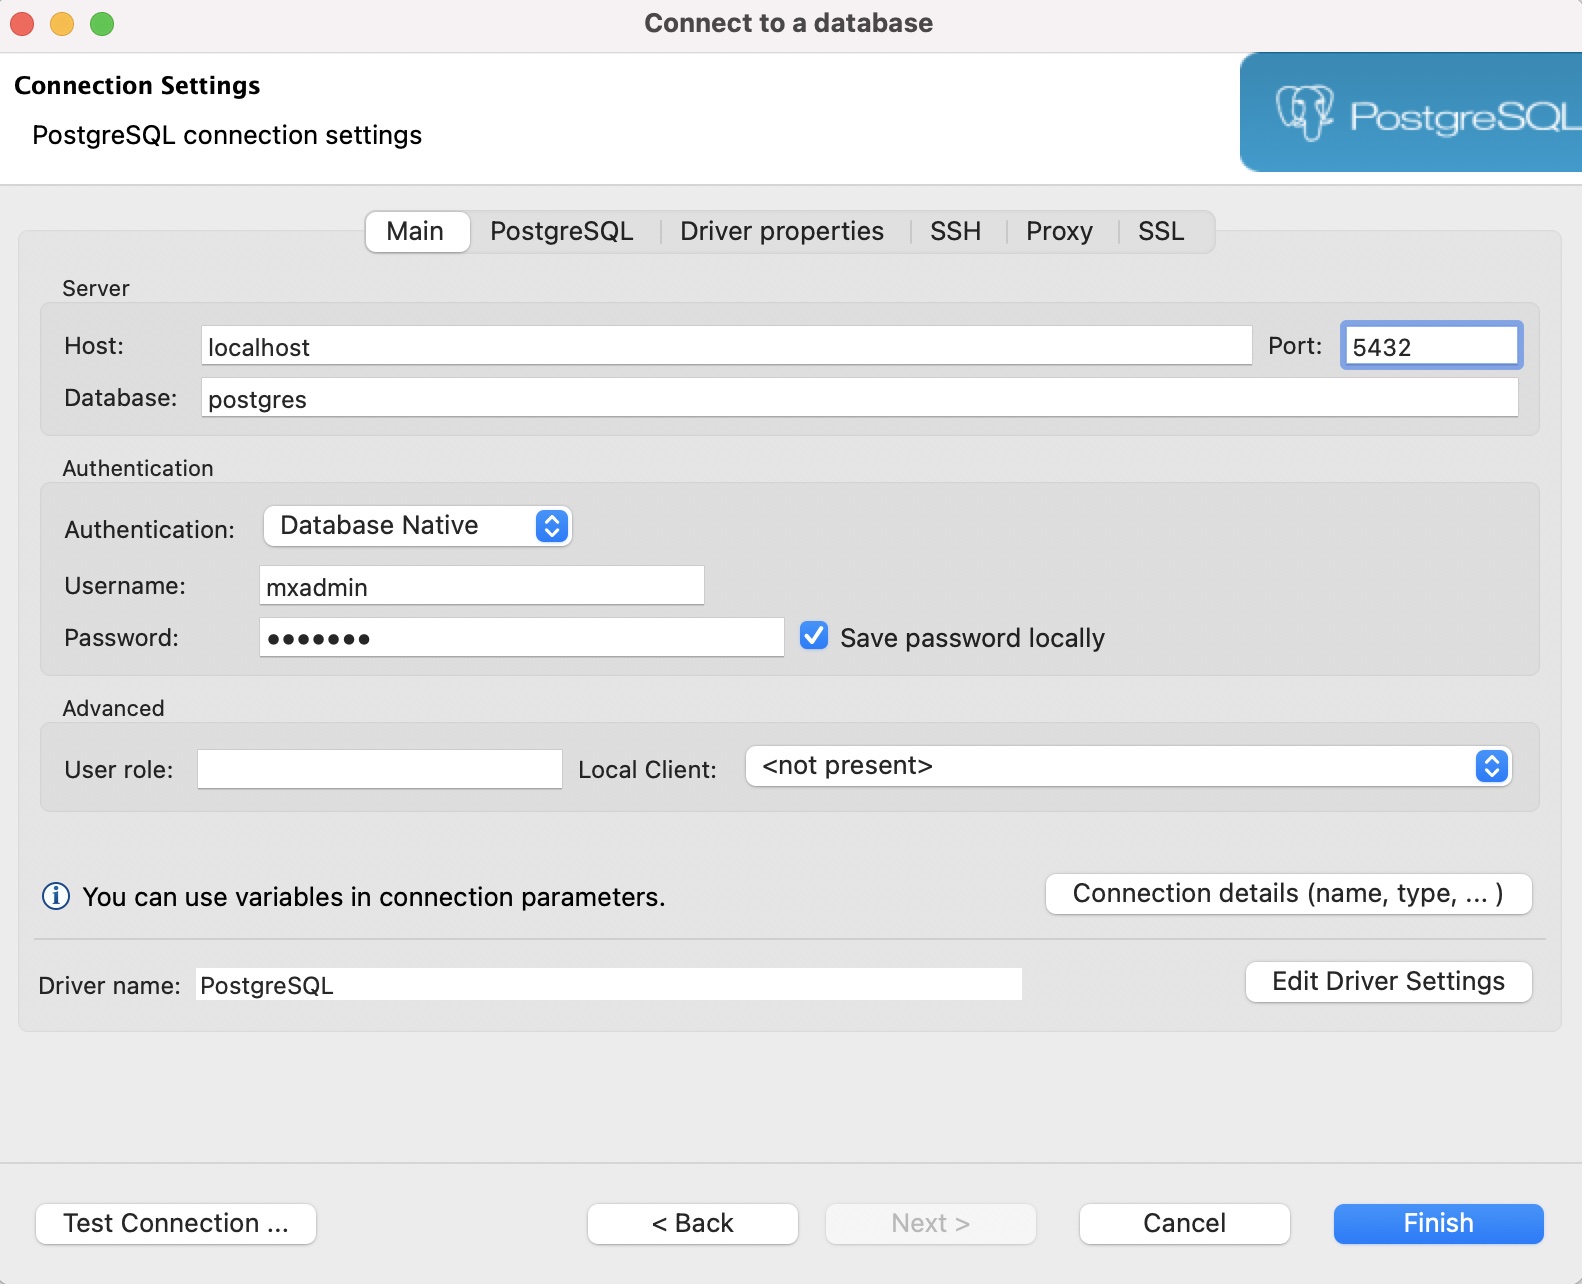 Connect to a database
Connection Settings
PostgreSQL connection settings
PostgreSQL
Main PostgreSQL Driver properties SSH Proxy SSL
Server
Host: localhost Port: 5432
Database: postgres
Authentication
Authentication: Database Native
Username: mxadmin
Password: ●●●●●●● Save password locally
Advanced
User role: Local Client: <not present>
You can use variables in connection parameters. Connection details (name, type, ... )
Driver name: PostgreSQL Edit Driver Settings
Test Connection ... < Back Next > Cancel Finish